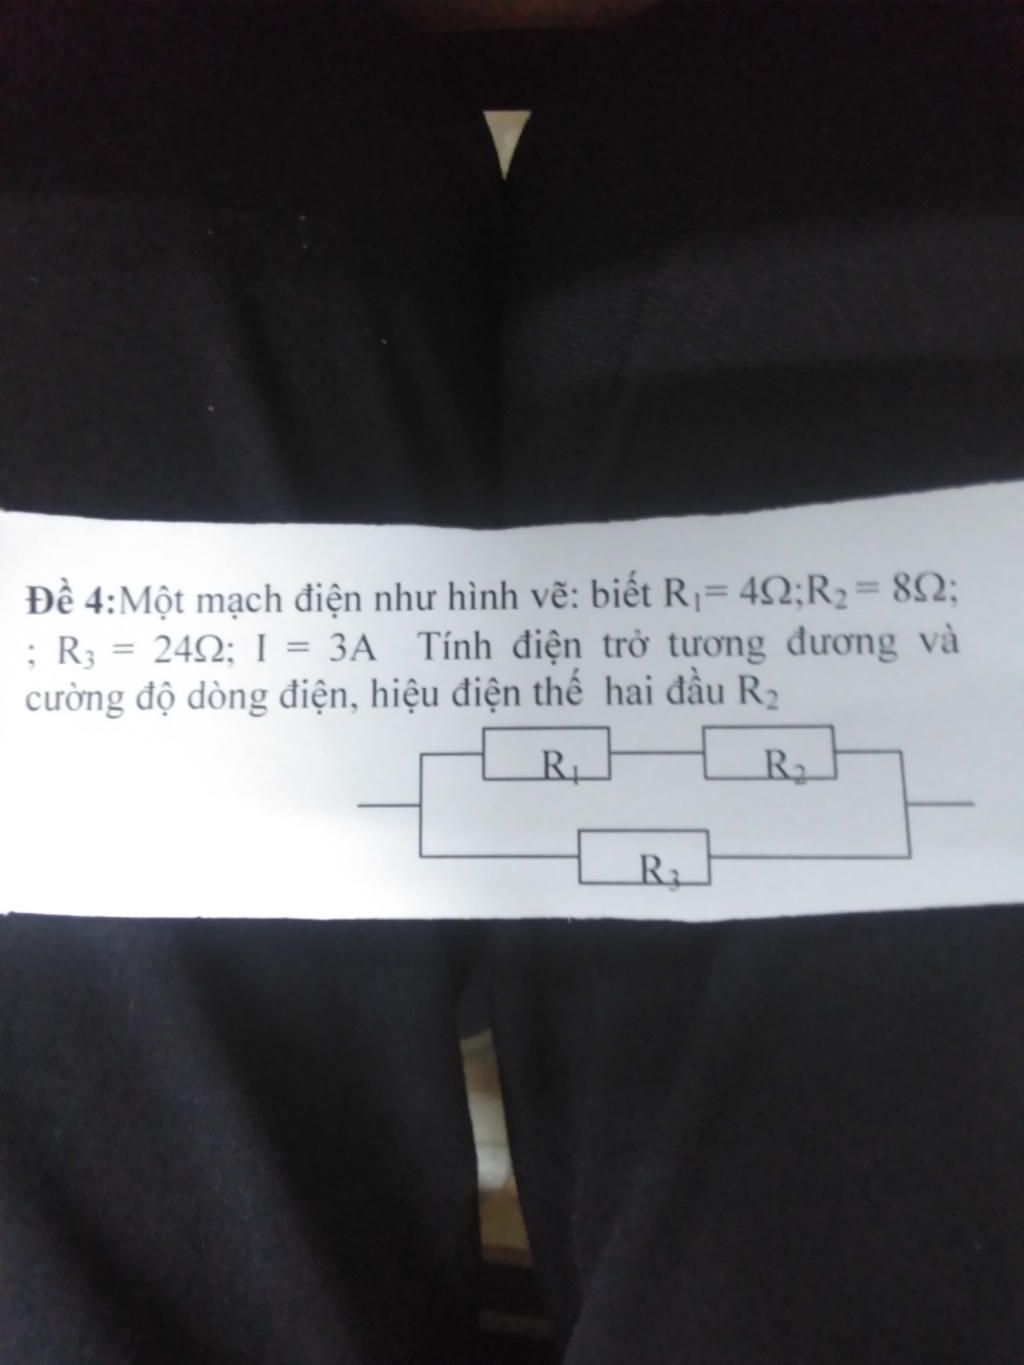 Đề 4:Một mạch điện như hình vẽ: biết R₁= 4Ω;R₂ = 8Ω;
; R₃ = 24Ω; I = 3A Tính điện trở tương đương và
cường độ dòng điện, hiệu điện thế hai đầu R₂
R₁ R₂
R₃